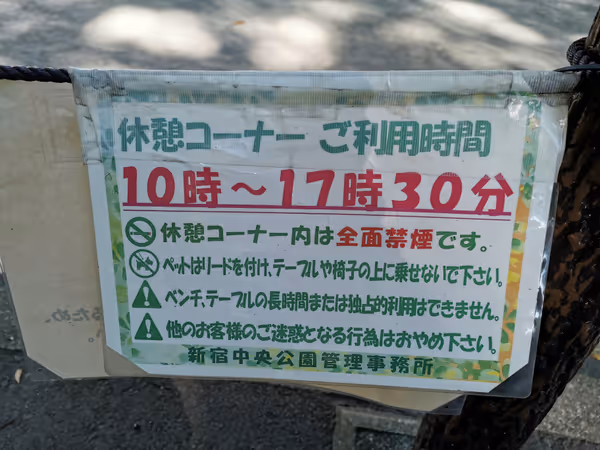 休憩コーナー ご利用時間
10時～17時30分
休憩コーナー内は全面禁煙です。
ペットはリードを付け、テーブルや椅子の上に乗せないで下さい。
ベンチ、テーブルの長時間または独占的利用はできません。
他のお客様のご迷惑となる行為はおやめ下さい。
新宿中央公園管理事務所
るため、
。